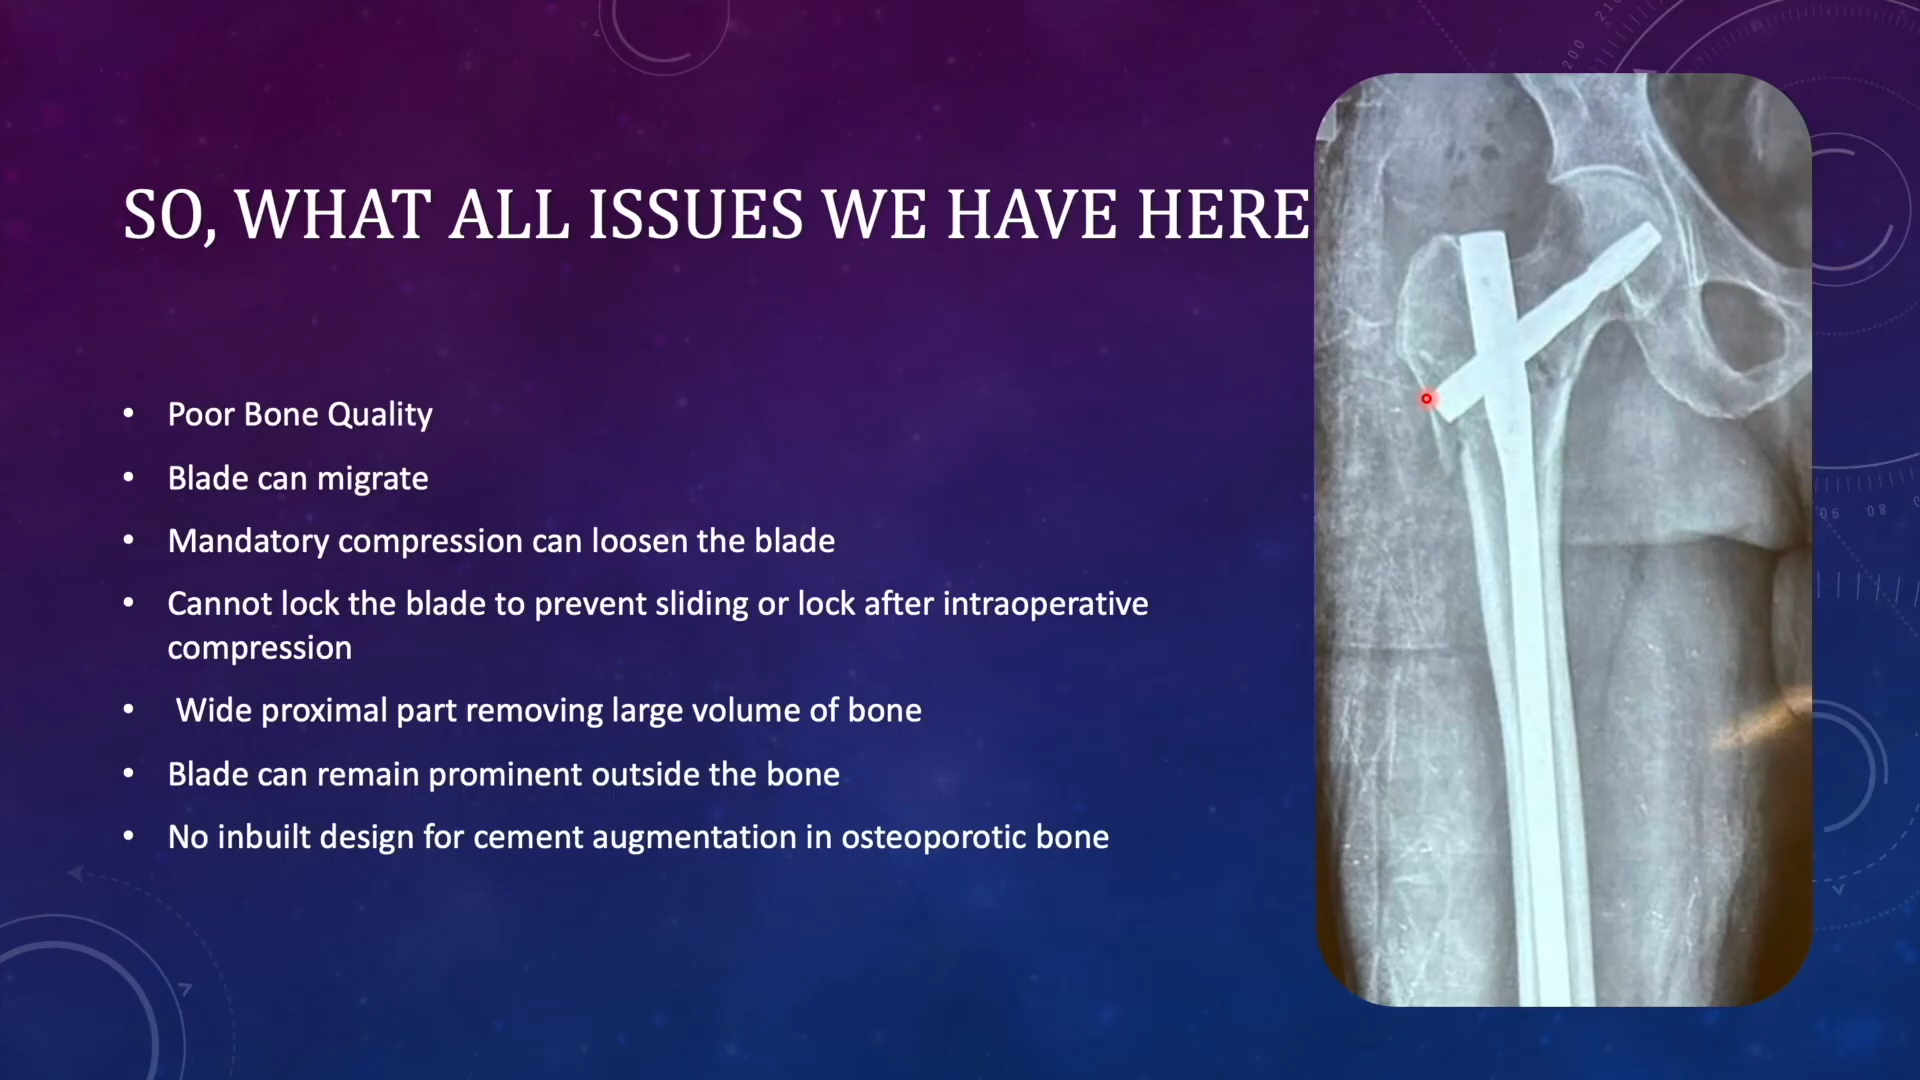 SO, WHAT ALL ISSUES WE HAVE HERE
• Poor Bone Quality
• Blade can migrate
• Mandatory compression can loosen the blade
• Cannot lock the blade to prevent sliding or lock after intraoperative
compression
• Wide proximal part removing large volume of bone
• Blade can remain prominent outside the bone
• No inbuilt design for cement augmentation in osteoporotic bone
200
08